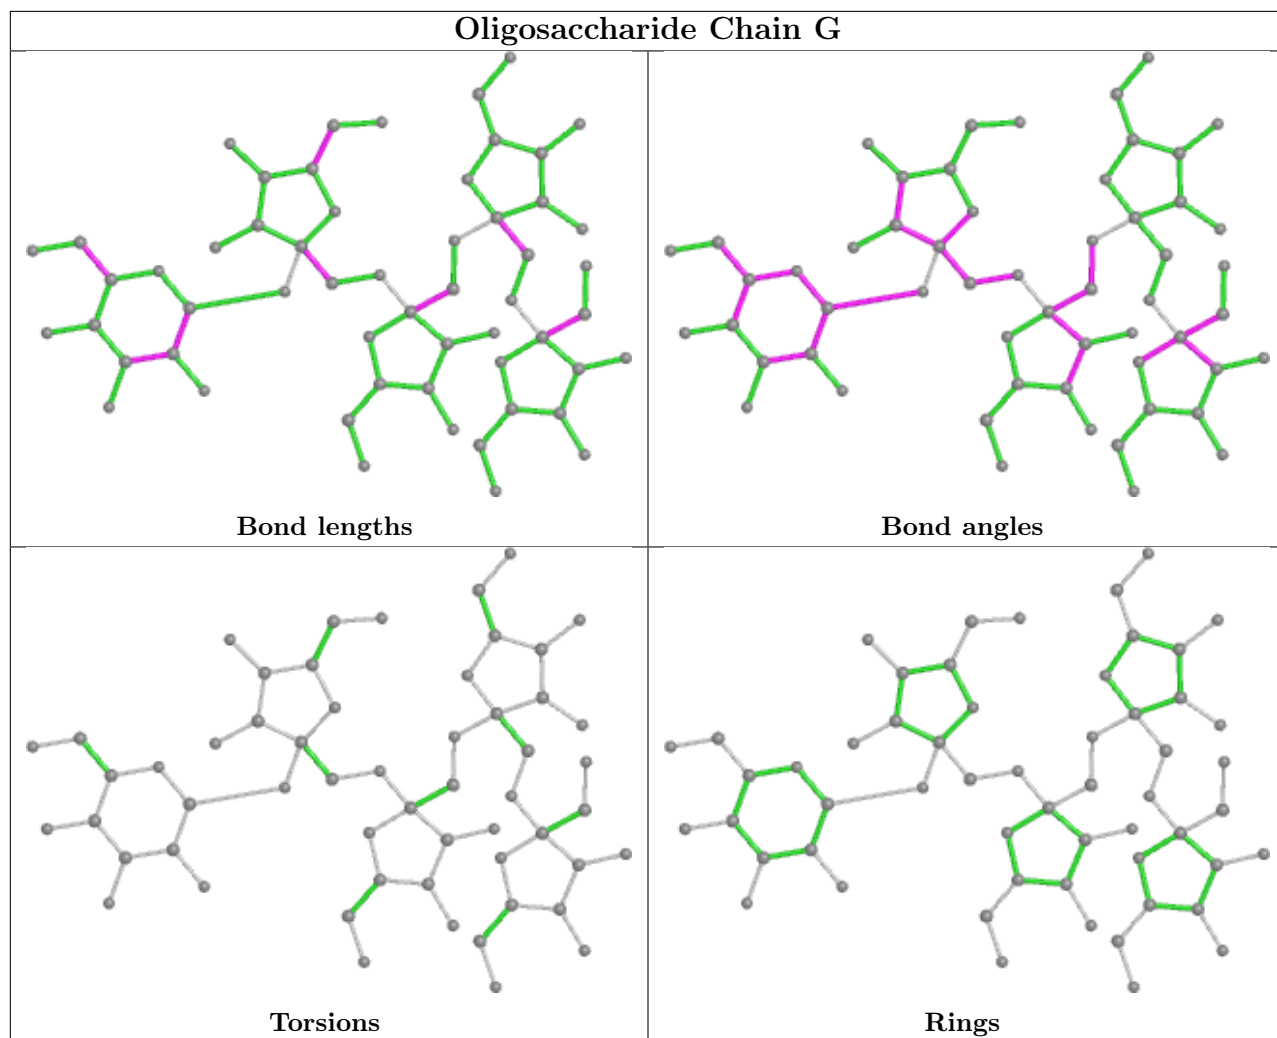 Oligosaccharide Chain G
Bond lengths
Bond angles
Torsions
Rings